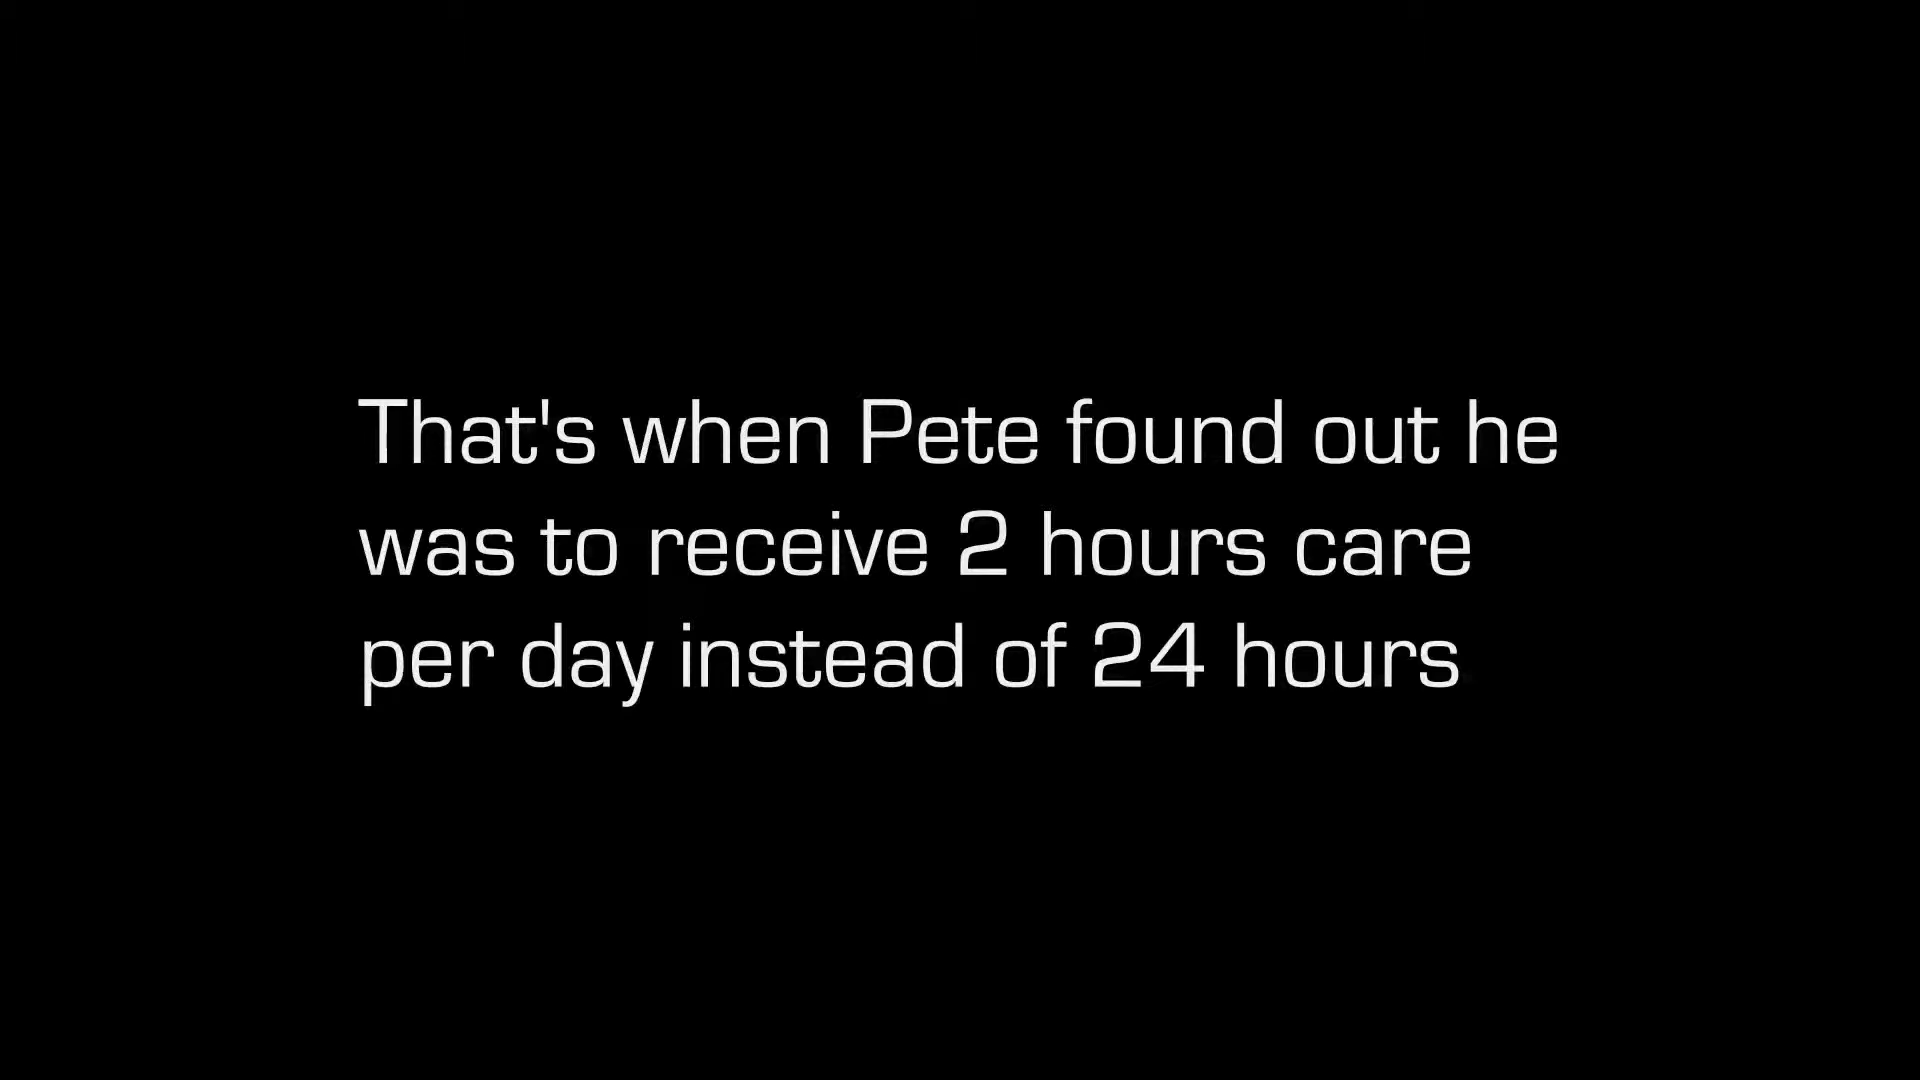 That's when Pete found out he
was to receive 2 hours care
per day instead of 24 hours